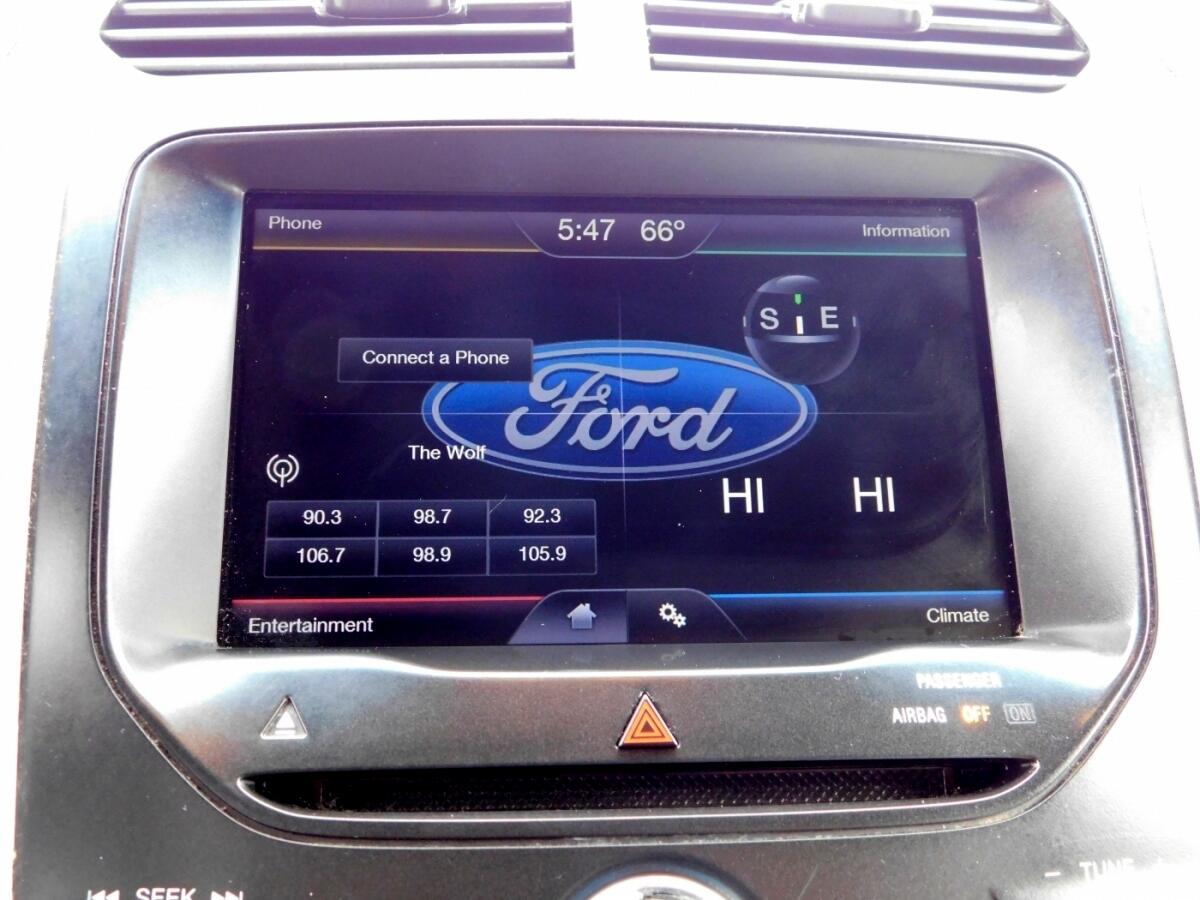 Phone
5:47 66°
Information
S E
Connect a Phone
Ford
The Wolf
HI HI
90.3 98.7 92.3
106.7 98.9 105.9
Entertainment
Climate
PASSENGER
AIRBAG OFF ON
SEEK
TUNE